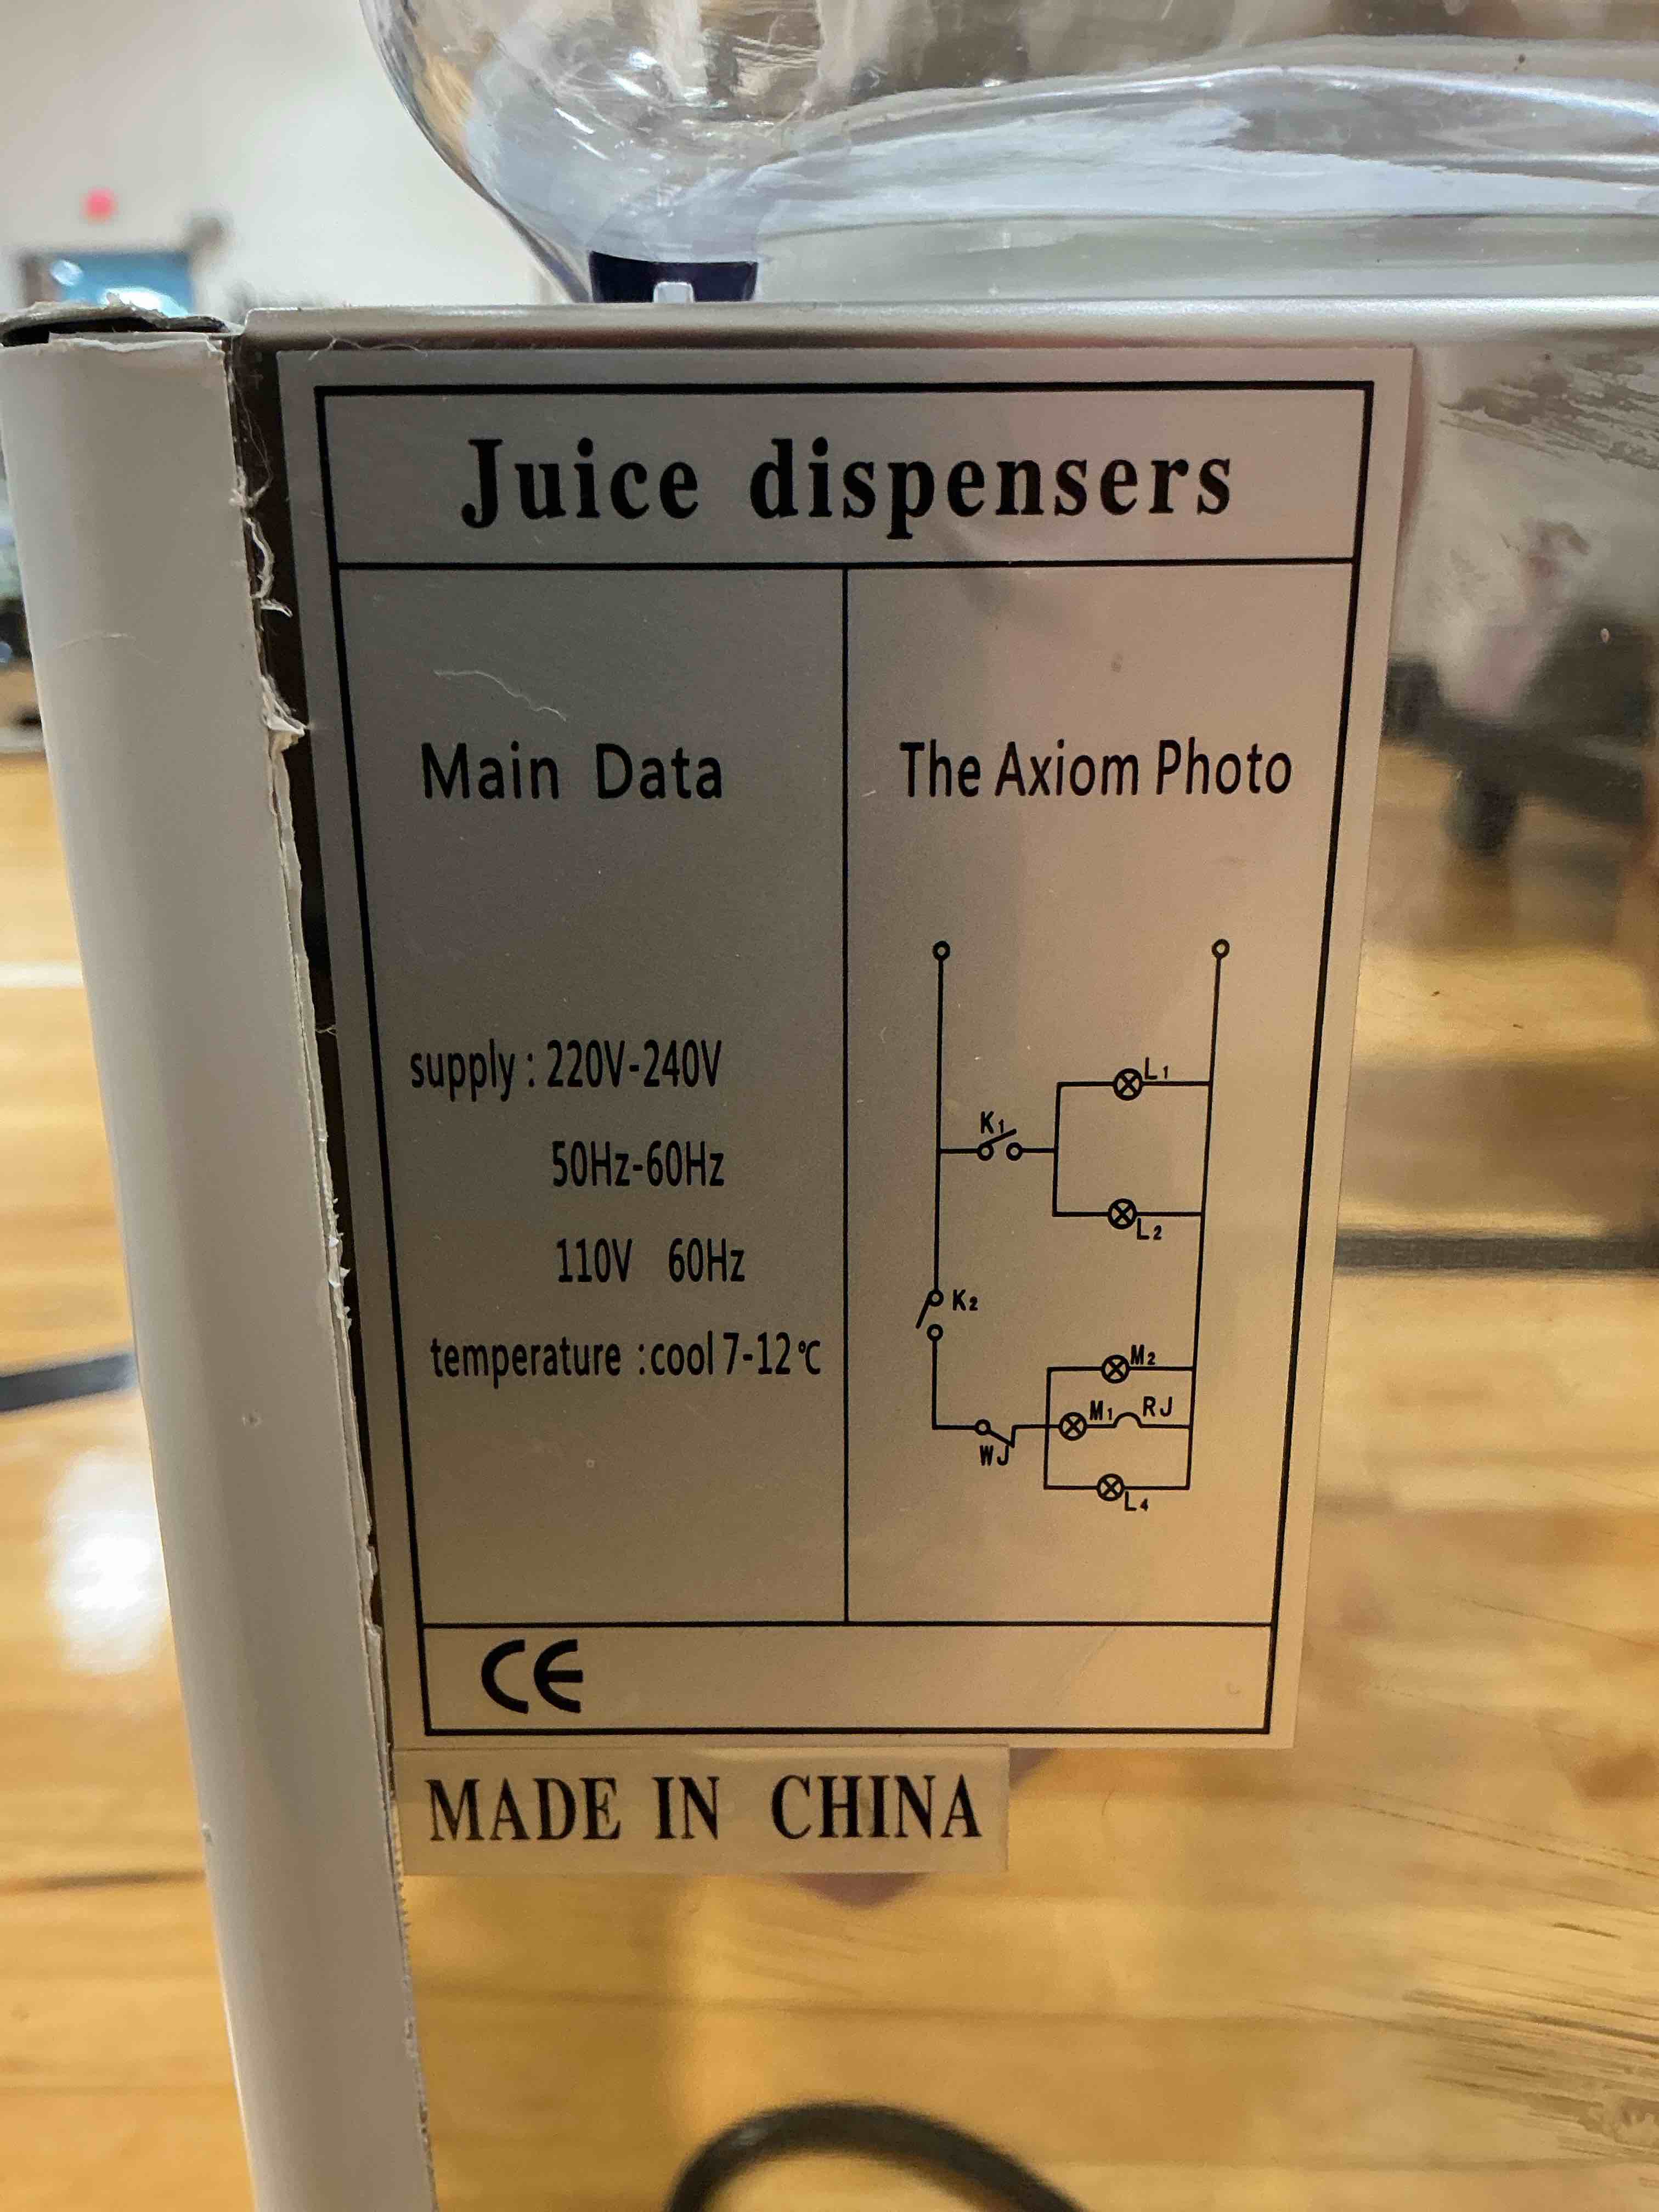 Juice dispensers
Main Data
supply : 220V-240V
50Hz-60Hz
110V 60Hz
temperature : cool 7-12℃
The Axiom Photo
L1
K1
L2
K2
M2
M1 RJ
WJ
L4
CE
MADE IN CHINA